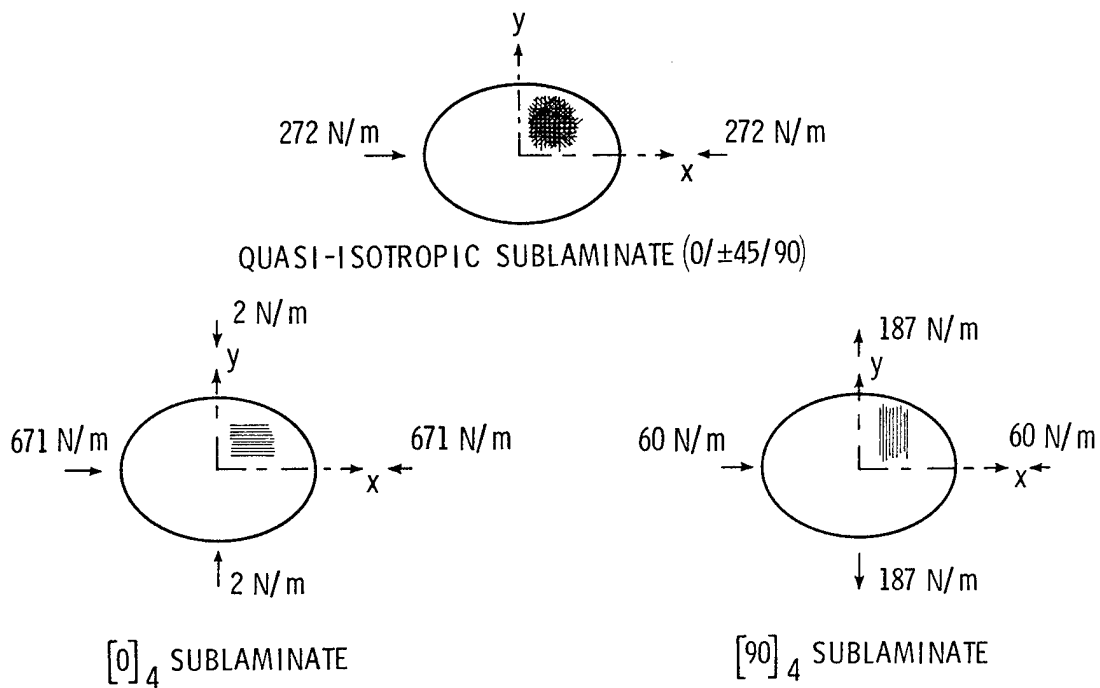 y
272 N/m
272 N/m
x
QUASI-ISOTROPIC SUBLAMINATE (0/±45/90)
2 N/m
y
671 N/m
671 N/m
x
2 N/m
[0]4 SUBLAMINATE
187 N/m
y
60 N/m
60 N/m
x
187 N/m
[90]4 SUBLAMINATE